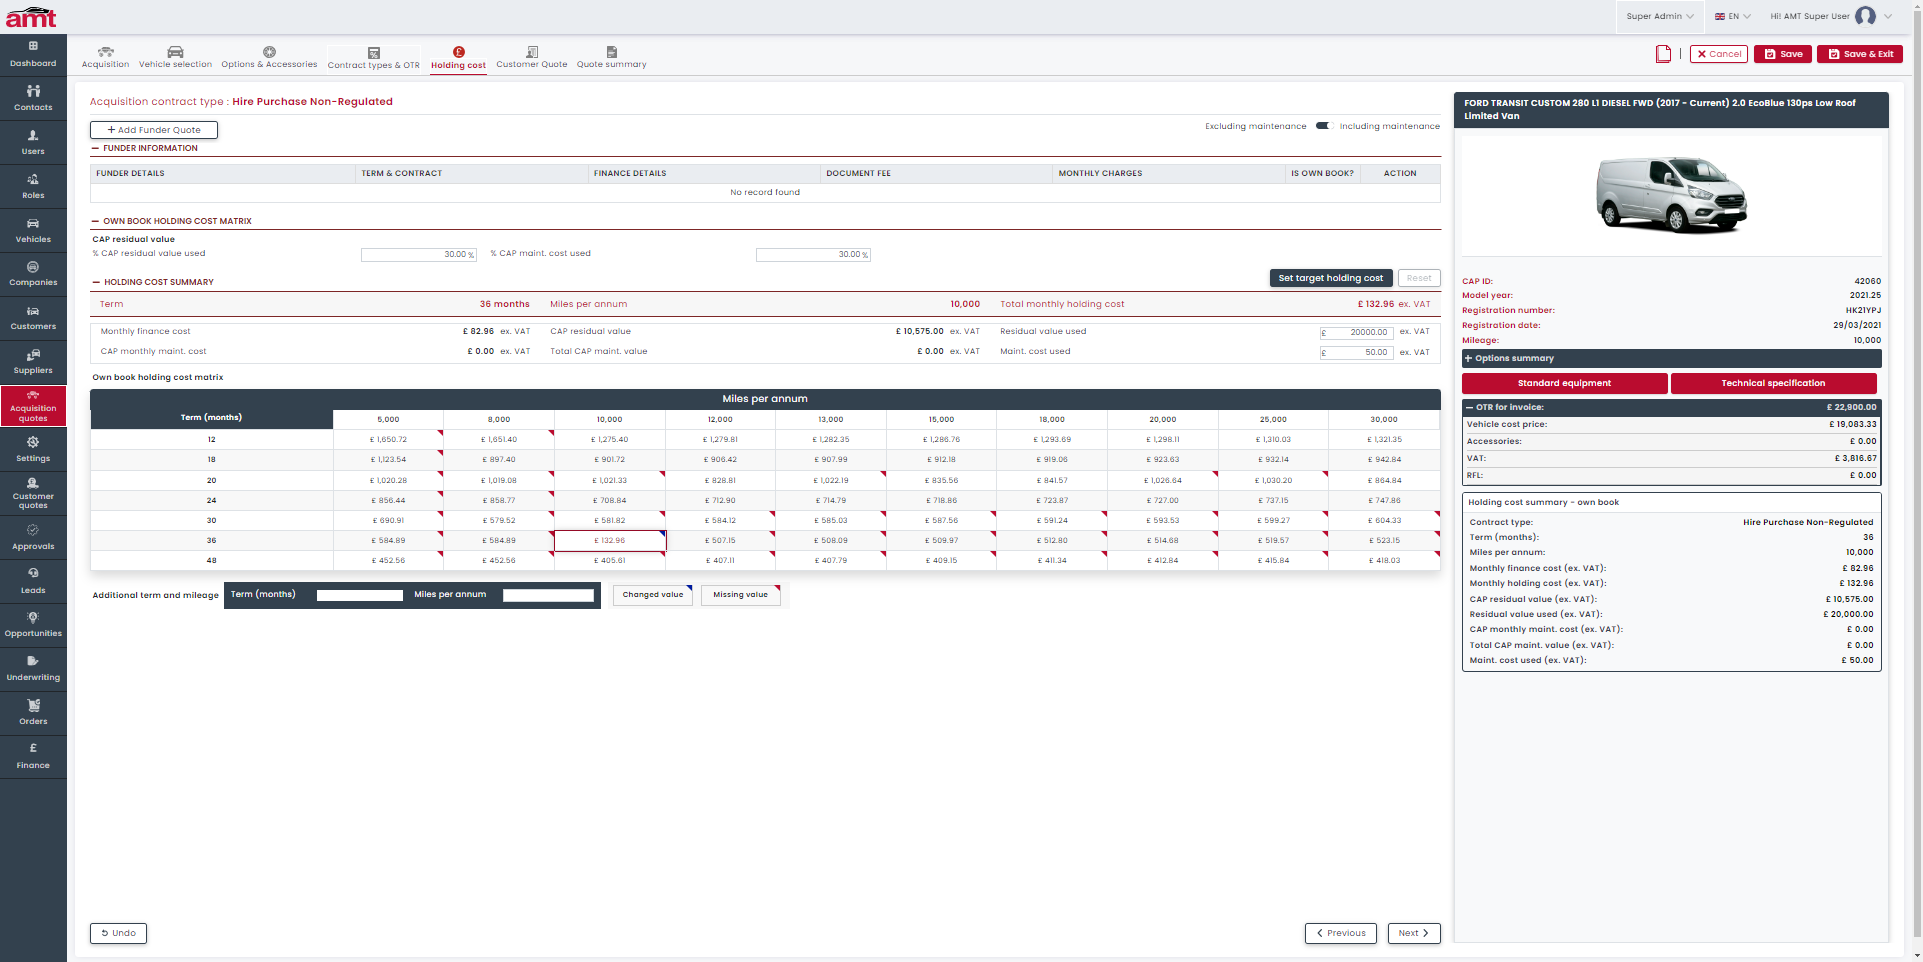 amt
Super Admin
EN
Hi! AMT Super User
Dashboard
Contacts
Users
Roles
Vehicles
Companies
Customers
Suppliers
Acquisition quotes
Settings
Customer quotes
Approvals
Leads
Opportunities
Underwriting
Orders
Finance
Acquisition
Vehicle selection
Options & Accessories
Contract types & OTR
Holding cost
Customer Quote
Quote summary
Cancel
Save
Save & Exit
Acquisition contract type : Hire Purchase Non-Regulated
+ Add Funder Quote
Excluding maintenance
Including maintenance
FUNDER INFORMATION
FUNDER DETAILS TERM & CONTRACT FINANCE DETAILS DOCUMENT FEE MONTHLY CHARGES IS OWN BOOK? ACTION
No record found
OWN BOOK HOLDING COST MATRIX
CAP residual value
% CAP residual value used 30.00 % % CAP maint. cost used 30.00 %
HOLDING COST SUMMARY
Set target holding cost
Reset
Term 36 months Miles per annum 10,000 Total monthly holding cost £ 132.96 ex. VAT
Monthly finance cost £ 82.96 ex. VAT CAP residual value £ 10,575.00 ex. VAT Residual value used £ 20000.00 ex. VAT
CAP monthly maint. cost £ 0.00 ex. VAT Total CAP maint. value £ 0.00 ex. VAT Maint. cost used £ 50.00 ex. VAT
Own book holding cost matrix
Miles per annum
Term (months) 5,000 8,000 10,000 12,000 13,000 15,000 18,000 20,000 25,000 30,000
12 £ 1,650.72 £ 1,651.40 £ 1,275.40 £ 1,279.81 £ 1,282.35 £ 1,286.76 £ 1,293.69 £ 1,298.11 £ 1,310.03 £ 1,321.35
18 £ 1,123.54 £ 897.40 £ 901.72 £ 906.42 £ 907.99 £ 912.18 £ 919.06 £ 923.63 £ 932.14 £ 942.84
20 £ 1,020.28 £ 1,019.08 £ 1,021.33 £ 828.81 £ 1,022.19 £ 835.56 £ 841.57 £ 1,026.64 £ 1,030.20 £ 864.84
24 £ 856.44 £ 858.77 £ 708.84 £ 712.90 £ 714.79 £ 718.86 £ 723.87 £ 727.00 £ 737.15 £ 747.86
30 £ 690.91 £ 579.52 £ 581.82 £ 584.12 £ 585.03 £ 587.56 £ 591.24 £ 593.53 £ 599.27 £ 604.33
36 £ 584.89 £ 584.89 £ 132.96 £ 507.15 £ 508.09 £ 509.97 £ 512.80 £ 514.68 £ 519.57 £ 523.15
48 £ 452.56 £ 452.56 £ 405.61 £ 407.11 £ 407.79 £ 409.15 £ 411.34 £ 412.84 £ 415.84 £ 418.03
Additional term and mileage Term (months) Miles per annum Changed value Missing value
Undo
Previous
Next
FORD TRANSIT CUSTOM 280 L1 DIESEL FWD (2017 - Current) 2.0 EcoBlue 130ps Low Roof
Limited Van
CAP ID: 42060
Model year: 2021.25
Registration number: HK21YPJ
Registration date: 29/03/2021
Mileage: 10,000
+ Options summary
Standard equipment
Technical specification
OTR for invoice: £ 22,900.00
Vehicle cost price: £ 19,083.33
Accessories: £ 0.00
VAT: £ 3,816.67
RFL: £ 0.00
Holding cost summary - own book
Contract type: Hire Purchase Non-Regulated
Term (months): 36
Miles per annum: 10,000
Monthly finance cost (ex. VAT): £ 82.96
Monthly holding cost (ex. VAT): £ 132.96
CAP residual value (ex. VAT): £ 10,575.00
Residual value used (ex. VAT): £ 20,000.00
CAP monthly maint. cost (ex. VAT): £ 0.00
Total CAP maint. value (ex. VAT): £ 0.00
Maint. cost used (ex. VAT): £ 50.00